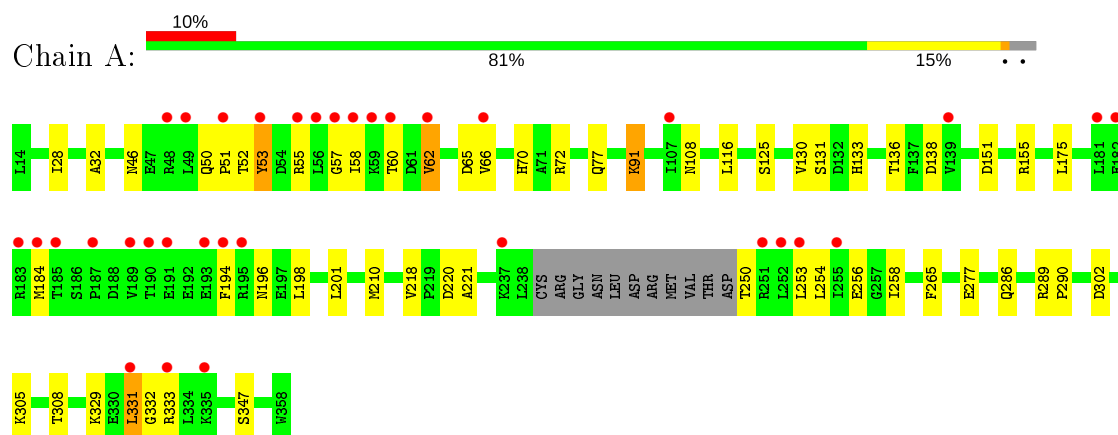 10%
Chain A:
81% 15% • •
L14 I28 A32 N46 E47 R48 L49 Q50 P51 T52 Y53 D54 R55 L56 G57 I58 K59 T60 D61 V62 D65 V66 H70 A71 R72 Q77 K91 I107 N108 L116 S125 V130 S131 D132 H133 T136 F137 D138 V139 D151 R155 L175 L181 E182
R183 M184 T185 S186 P187 D188 V189 T190 E191 E192 E193 F194 R195 N196 E197 L198 L201 M210 V218 P219 D220 A221 K237 L238 CYS ARG GLY ASN LEU ASP ARG MET VAL THR ASP T250 R251 L252 L253 L254 I255 E256 G257 I258 F265 E277 Q286 R289 P290 D302
K305 T308 K329 E330 L331 G332 R333 L334 K335 S347 W358